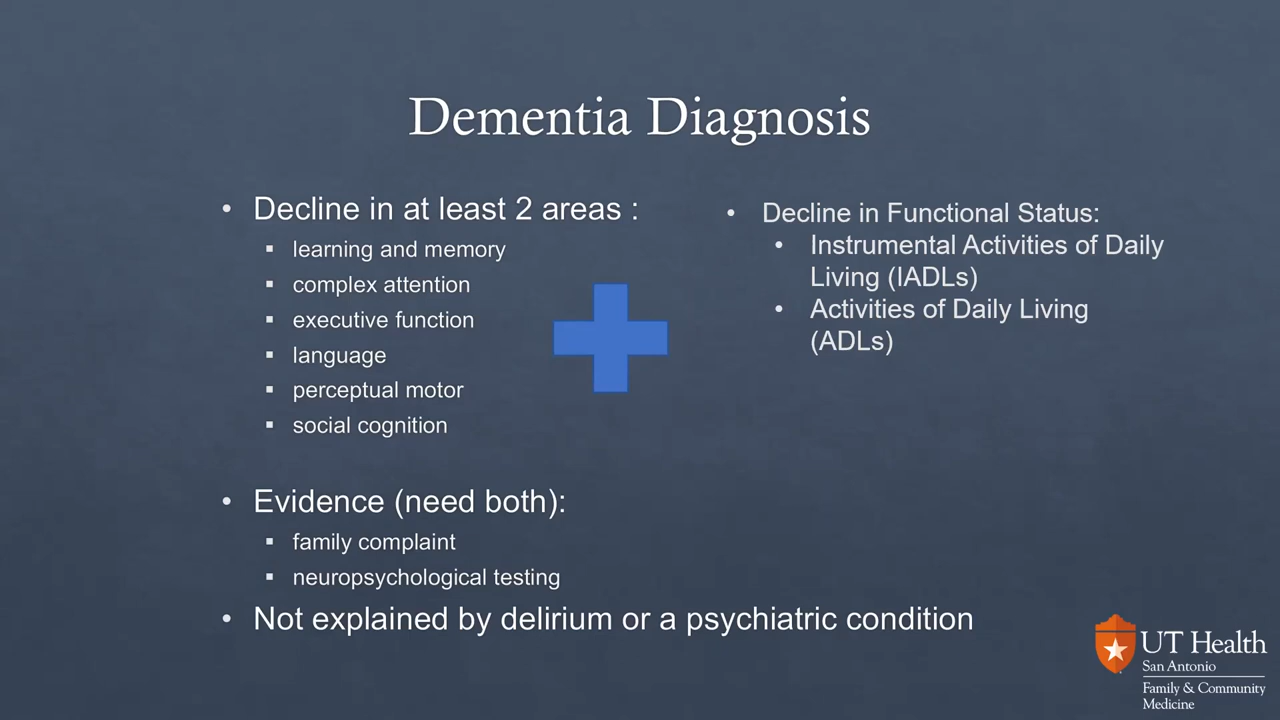 Dementia Diagnosis
• Decline in at least 2 areas :
▪ learning and memory
▪ complex attention
▪ executive function
▪ language
▪ perceptual motor
▪ social cognition
• Evidence (need both):
▪ family complaint
▪ neuropsychological testing
• Not explained by delirium or a psychiatric condition
• Decline in Functional Status:
• Instrumental Activities of Daily
Living (IADLs)
• Activities of Daily Living
(ADLs)
UT Health
San Antonio
Family & Community
Medicine